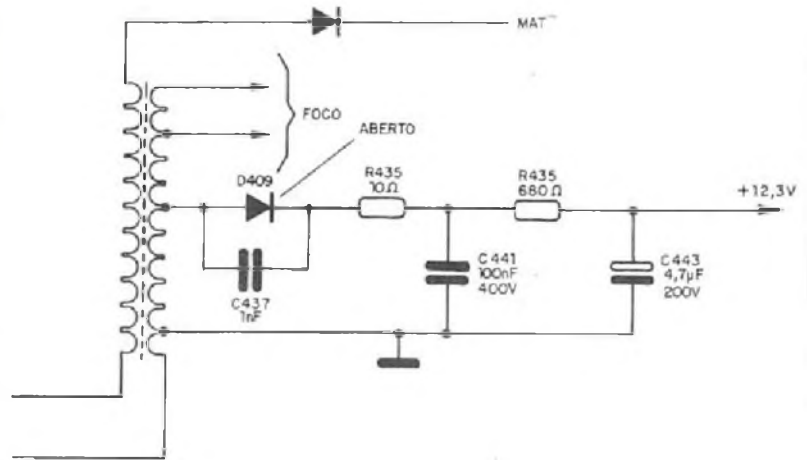 MAT
FOCO
ABERTO
D409
R435
10Ω
R435
680Ω
+12,3V
C437
1nF
C441
100nF
400V
C443
4,7µF
200V